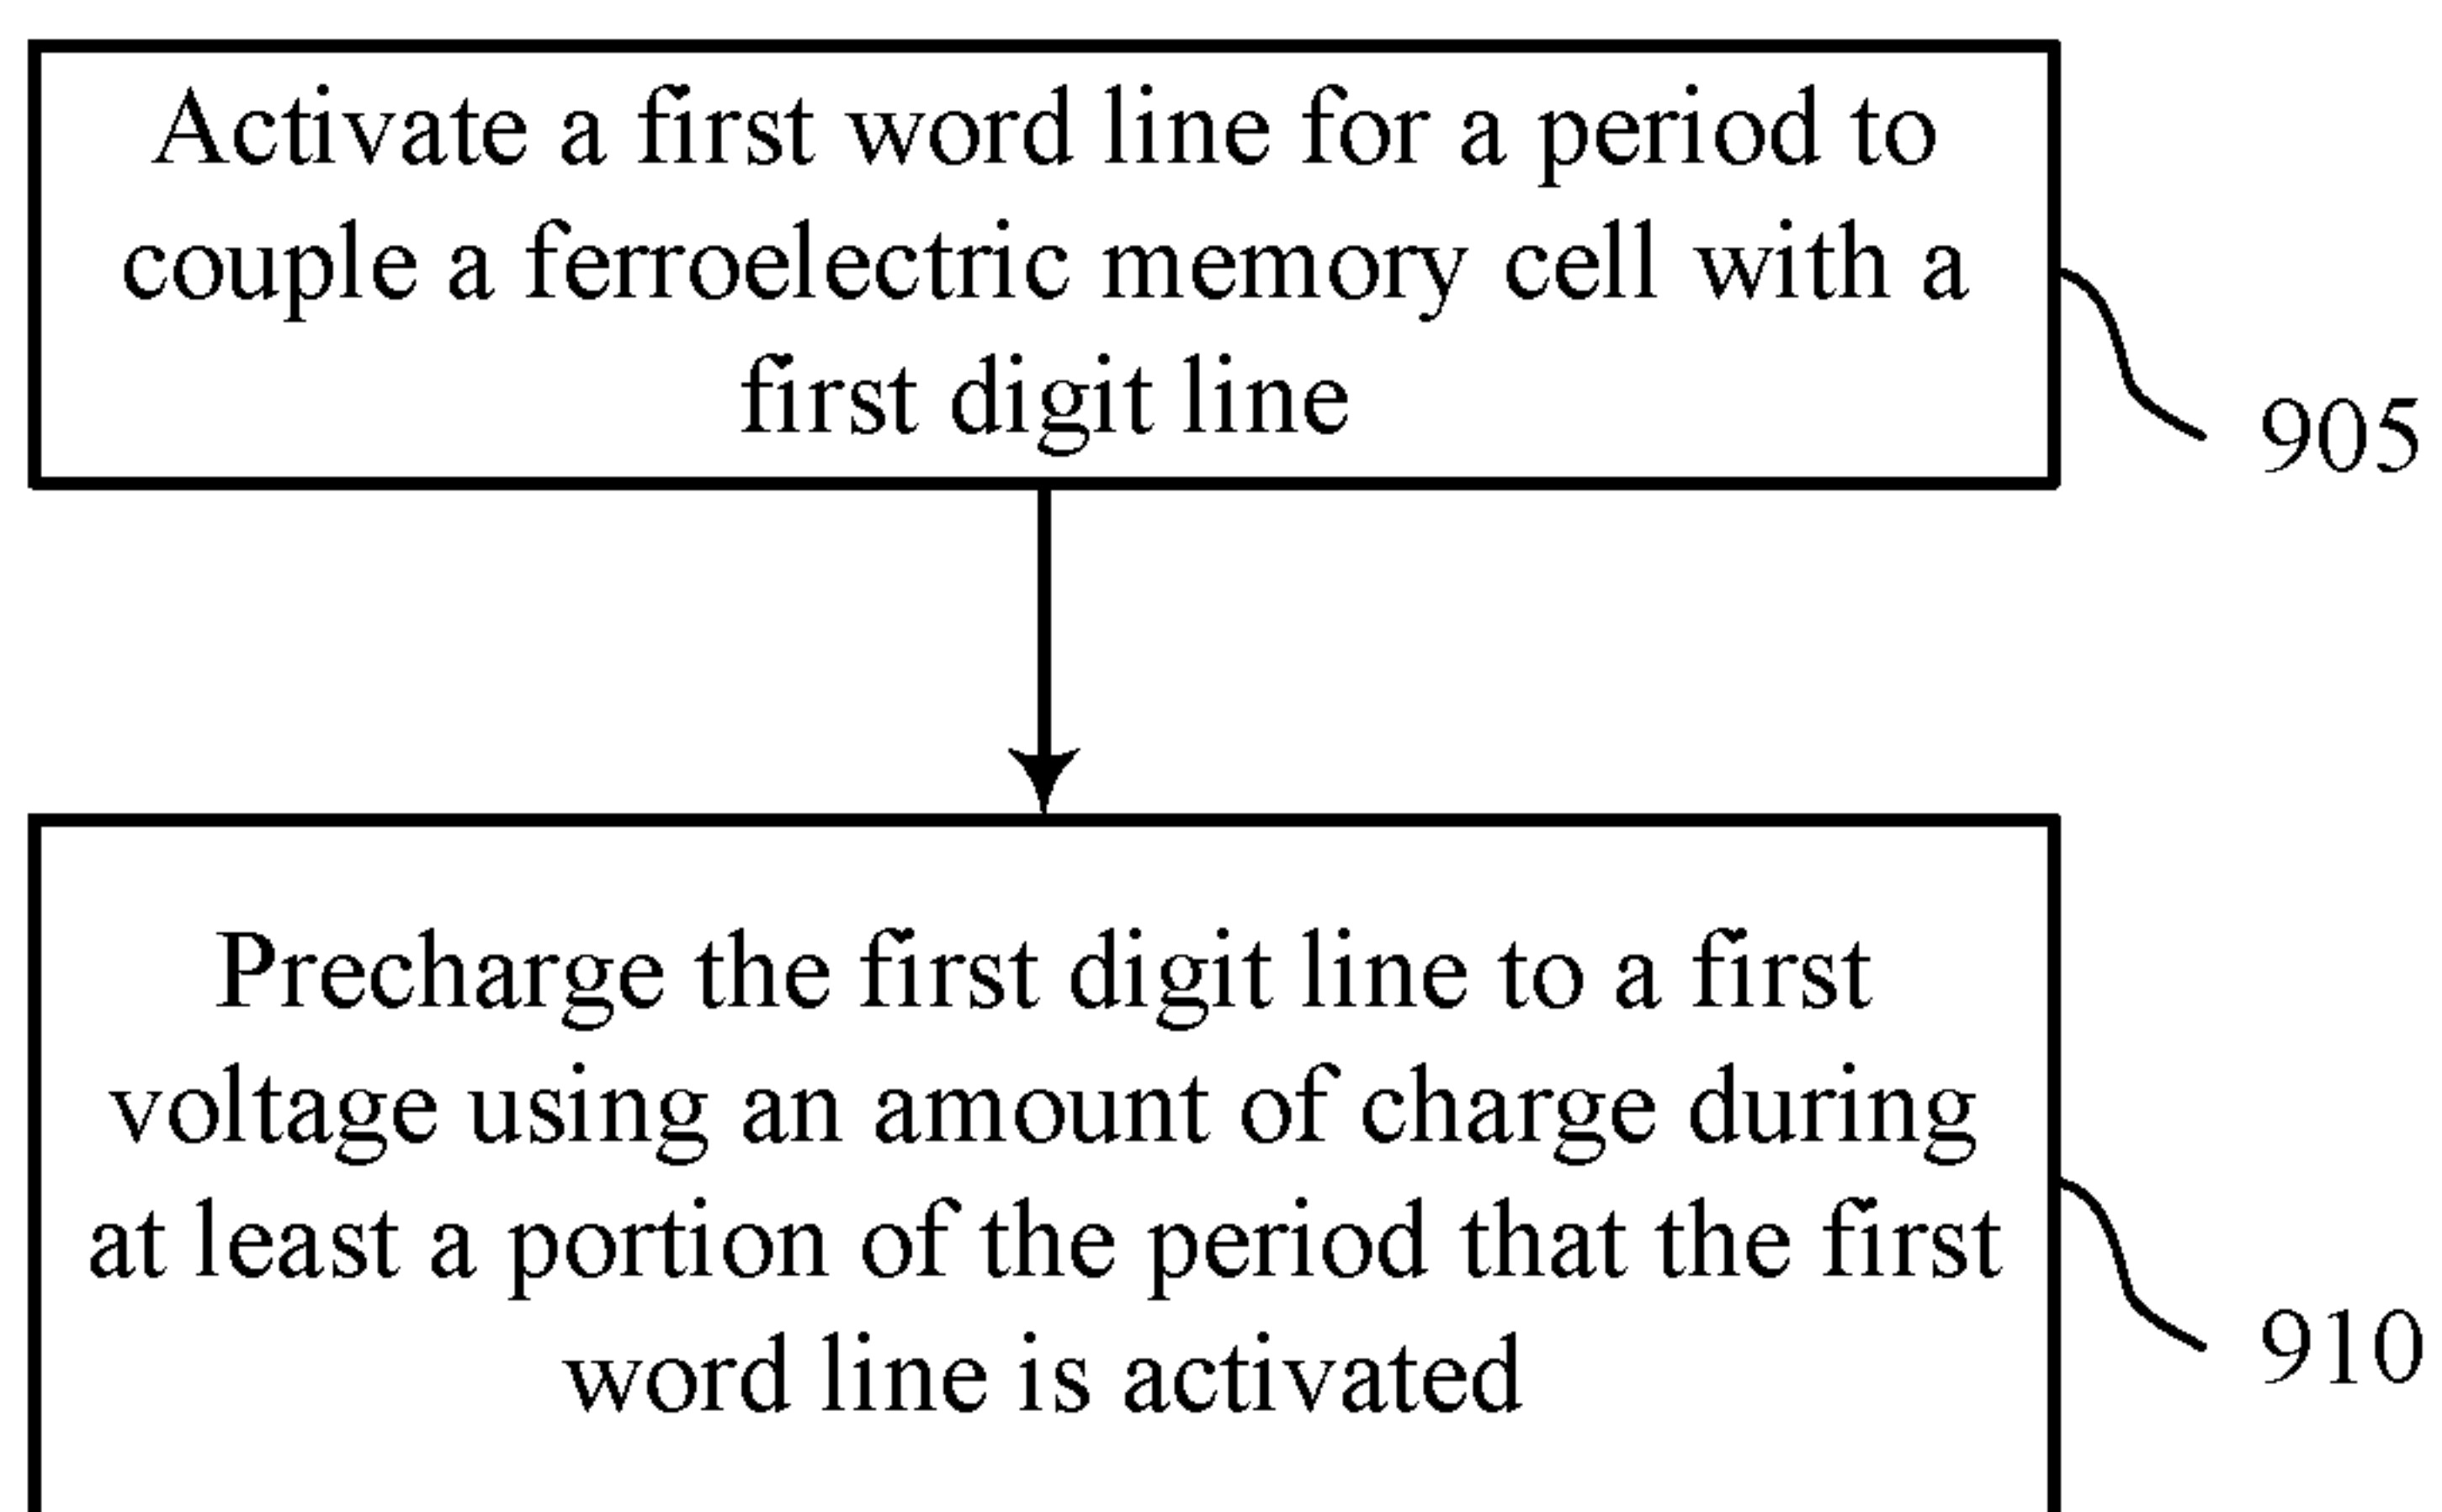 Activate a first word line for a period to
couple a ferroelectric memory cell with a
first digit line
905
Precharge the first digit line to a first
voltage using an amount of charge during
at least a portion of the period that the first
word line is activated
910